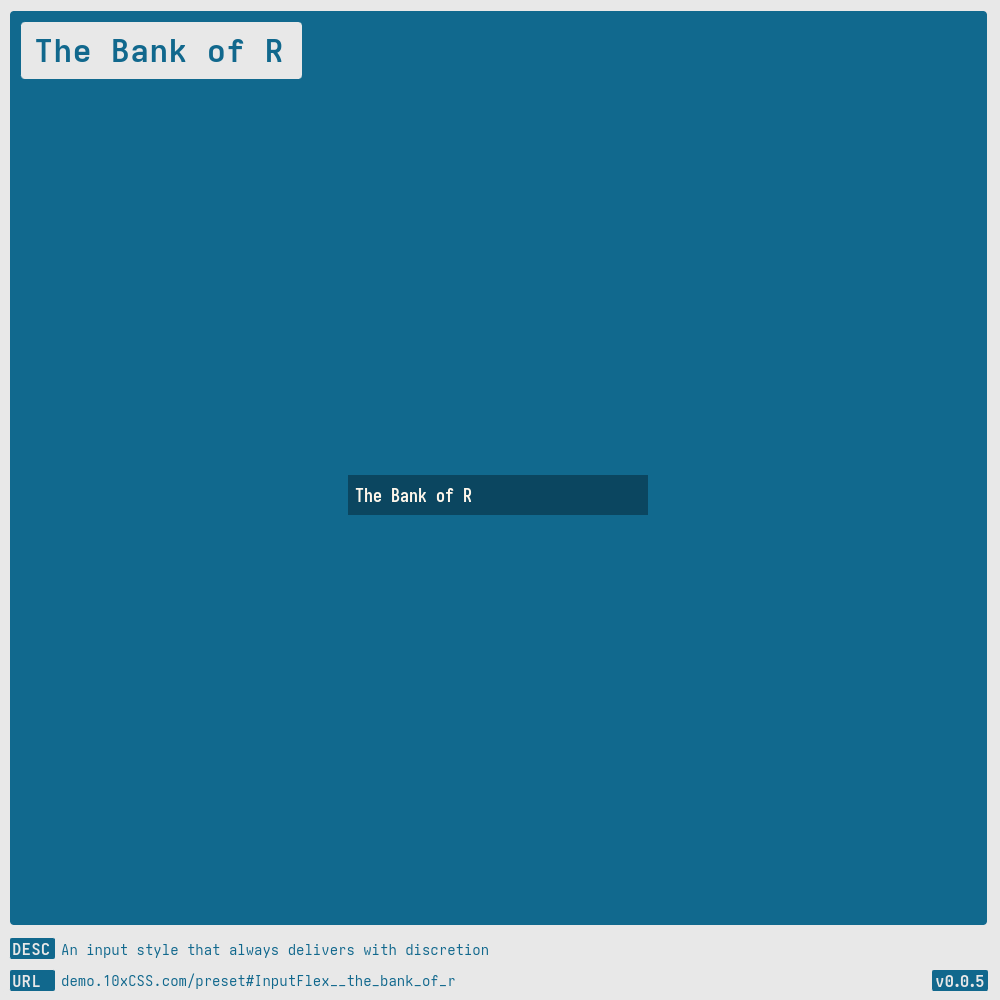 The Bank of R
The Bank of R
DESC An input style that always delivers with discretion
URL demo.10xCSS.com/preset#InputFlex__the_bank_of_r
v0.0.5